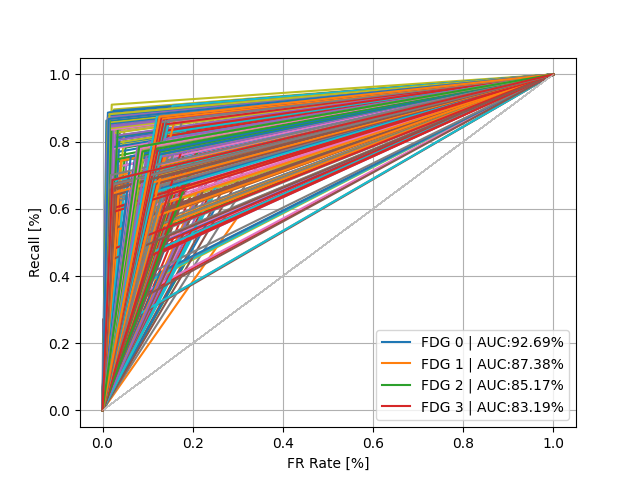 1.0
0.8
0.6
0.4
0.2
0.0
Recall [%]
0.0 0.2 0.4 0.6 0.8 1.0
FR Rate [%]
FDG 0 | AUC:92.69%
FDG 1 | AUC:87.38%
FDG 2 | AUC:85.17%
FDG 3 | AUC:83.19%